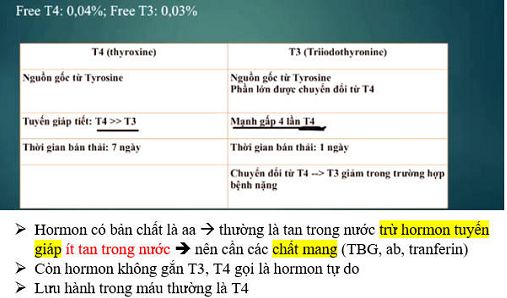 Free T4: 0,04%; Free T3: 0,03%
T4 (thyroxine)
T3 (Triiodothyronine)
Nguồn gốc từ Tyrosine
Nguồn gốc từ Tyrosine
Phần lớn được chuyển đổi từ T4
Tuyến giáp tiết: T4 >> T3
Mạnh gấp 4 lần T4
Thời gian bán thải: 7 ngày
Thời gian bán thải: 1 ngày
Chuyển đổi từ T4 --> T3 giảm trong trường hợp
bệnh nặng
➢ Hormon có bản chất là aa → thường là tan trong nước trừ hormon tuyến
giáp ít tan trong nước ➔ nên cần các chất mang (TBG, ab, tranferin)
➢ Còn hormon không gắn T3, T4 gọi là hormon tự do
➢ Lưu hành trong máu thường là T4